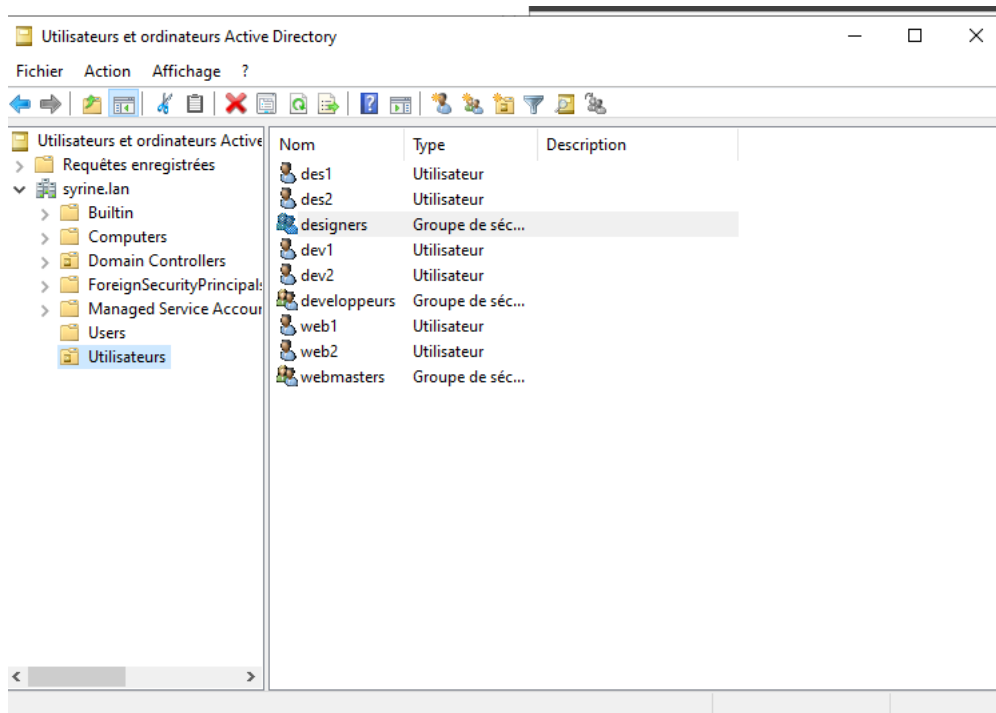 Utilisateurs et ordinateurs Active Directory
Fichier Action Affichage ?
Utilisateurs et ordinateurs Active
Requêtes enregistrées
syrine.lan
Builtin
Computers
Domain Controllers
ForeignSecurityPrincipal
Managed Service Accour
Users
Utilisateurs
Nom Type Description
des1 Utilisateur
des2 Utilisateur
designers Groupe de séc...
dev1 Utilisateur
dev2 Utilisateur
developpeurs Groupe de séc...
web1 Utilisateur
web2 Utilisateur
webmasters Groupe de séc...